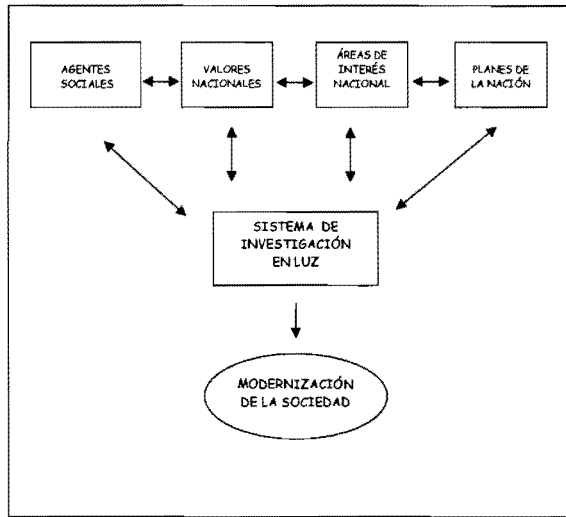 AGENTES
SOCIALES
VALORES
NACIONALES
ÁREAS DE
INTERÉS
NACIONAL
PLANES DE
LA NACIÓN
SISTEMA DE
INVESTIGACIÓN
EN LUZ
MODERNIZACIÓN
DE LA SOCIEDAD